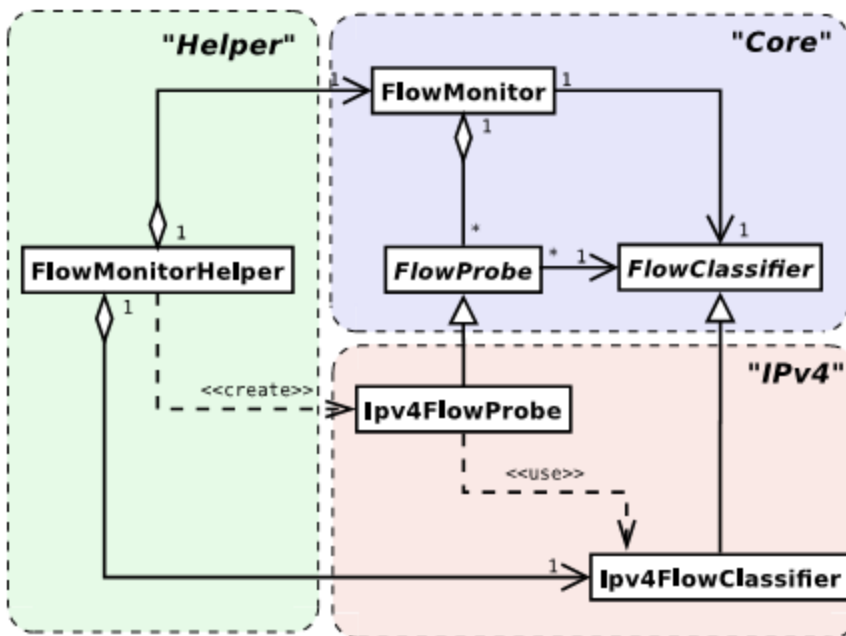 "Helper"
"Core"
1
FlowMonitor
1
1
1
*
1
FlowMonitorHelper
FlowProbe
*
1
FlowClassifier
1
"IPv4"
<<create>>
Ipv4FlowProbe
<<use>>
1
Ipv4FlowClassifier